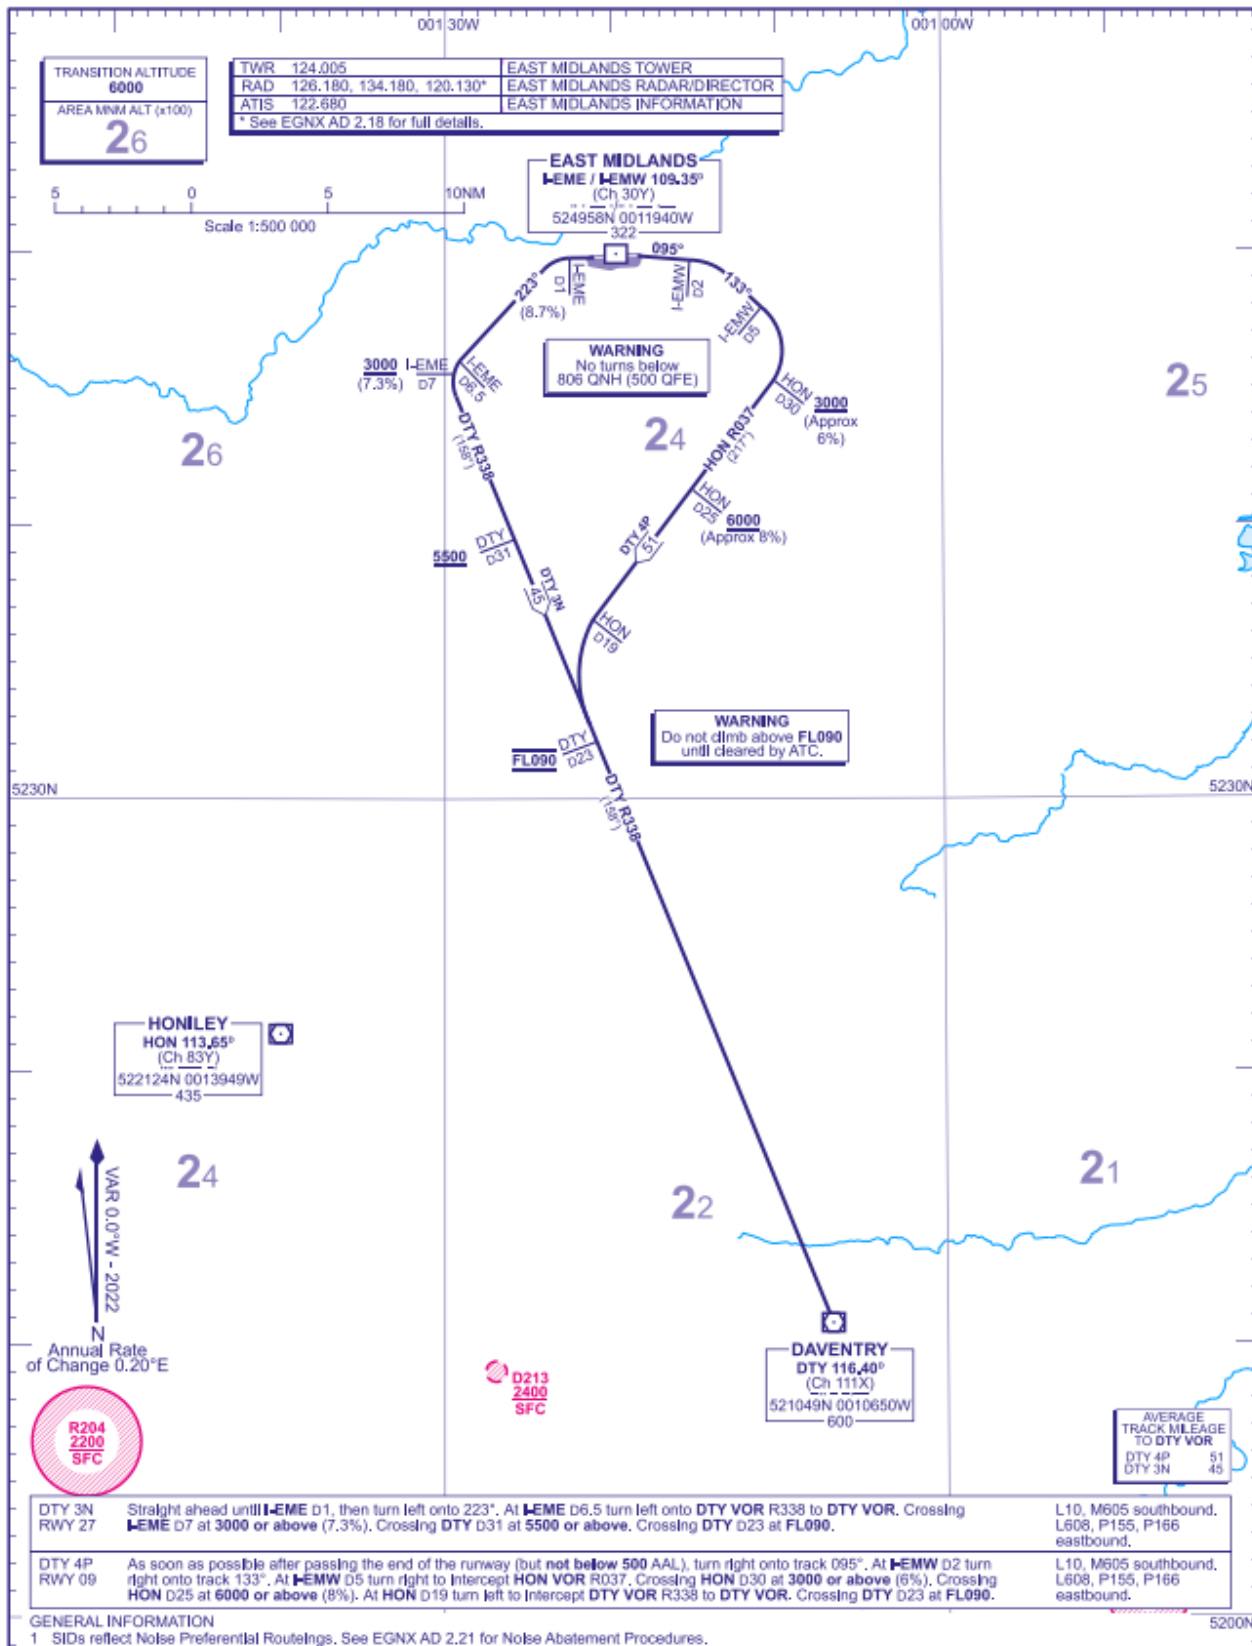 001 30W
001 00W
TRANSITION ALTITUDE
6000
AREA MNM ALT (x100)
26
TWR 124.005 EAST MIDLANDS TOWER
RAD 126.180, 134.180, 120.130* EAST MIDLANDS RADAR/DIRECTOR
ATIS 122.680 EAST MIDLANDS INFORMATION
* See EGNX AD 2.18 for full details.
5 0 5 10NM
Scale 1:500 000
EAST MIDLANDS
I-EME / I-EMW 109.35ᴰ
(Ch 30Y)
524958N 0011940W
322
095°
I-EME
D1
I-EMW
D2
223°
(8.7%)
133°
I-EMW
D5
WARNING
No turns below
806 QNH (500 QFE)
3000
(7.3%)
I-EME
D7
I-EME
D6.5
HON
D30
3000
(Approx
6%)
25
26
24
DTY R338
(158°)
HON R037
(217°)
HON
D25
6000
(Approx 8%)
DTY 4P
51
5500
DTY
D31
DTY 3N
45
HON
D19
WARNING
Do not climb above FL090
until cleared by ATC.
FL090
DTY
D23
5230N
5230N
DTY R338
(158°)
HONILEY
HON 113.65ᴰ
(Ch 83Y)
522124N 0013949W
435
24
22
21
VAR 0.0°W - 2022
N
Annual Rate
of Change 0.20°E
DAVENTRY
DTY 116.40ᴰ
(Ch 111X)
521049N 0010650W
600
D213
2400
SFC
R204
2200
SFC
AVERAGE
TRACK MILEAGE
TO DTY VOR
DTY 4P 51
DTY 3N 45
DTY 3N Straight ahead until I-EME D1, then turn left onto 223°. At I-EME D6.5 turn left onto DTY VOR R338 to DTY VOR. Crossing L10, M605 southbound.
RWY 27 I-EME D7 at 3000 or above (7.3%). Crossing DTY D31 at 5500 or above. Crossing DTY D23 at FL090. L608, P155, P166
eastbound.
DTY 4P As soon as possible after passing the end of the runway (but not below 500 AAL), turn right onto track 095°. At I-EMW D2 turn L10, M605 southbound.
RWY 09 right onto track 133°. At I-EMW D5 turn right to intercept HON VOR R037. Crossing HON D30 at 3000 or above (6%). Crossing L608, P155, P166
HON D25 at 6000 or above (8%). At HON D19 turn left to intercept DTY VOR R338 to DTY VOR. Crossing DTY D23 at FL090. eastbound.
GENERAL INFORMATION
5200N
1 SIDs reflect Noise Preferential Routeings. See EGNX AD 2.21 for Noise Abatement Procedures.